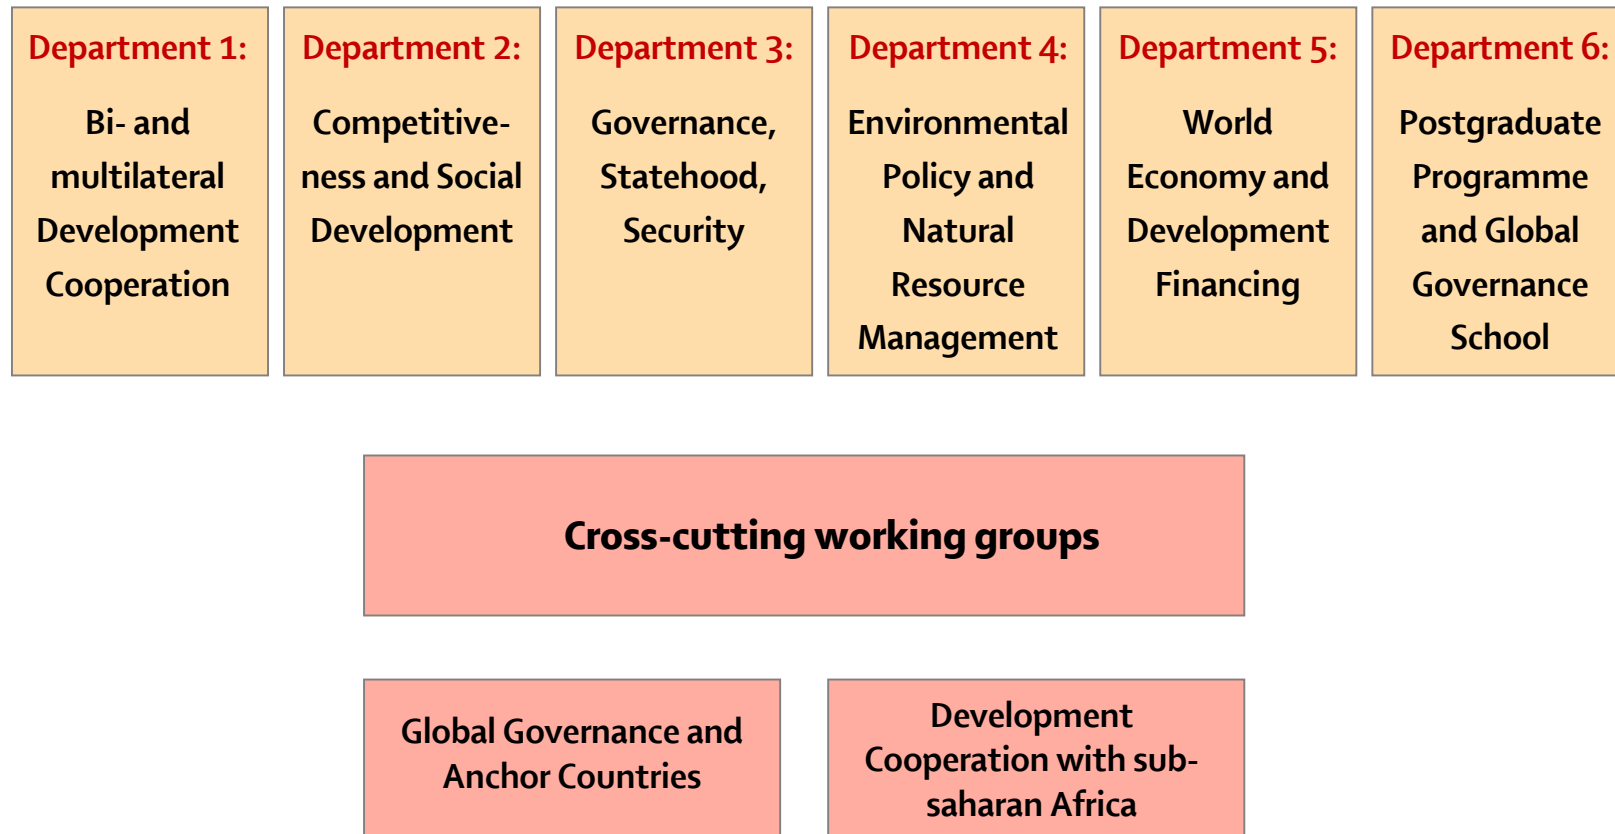 Department 1:
Bi- and
multilateral
Development
Cooperation
Department 2:
Competitive-
ness and Social
Development
Department 3:
Governance,
Statehood,
Security
Department 4:
Environmental
Policy and
Natural
Resource
Management
Department 5:
World
Economy and
Development
Financing
Department 6:
Postgraduate
Programme
and Global
Governance
School
Cross-cutting working groups
Global Governance and
Anchor Countries
Development
Cooperation with sub-
saharan Africa